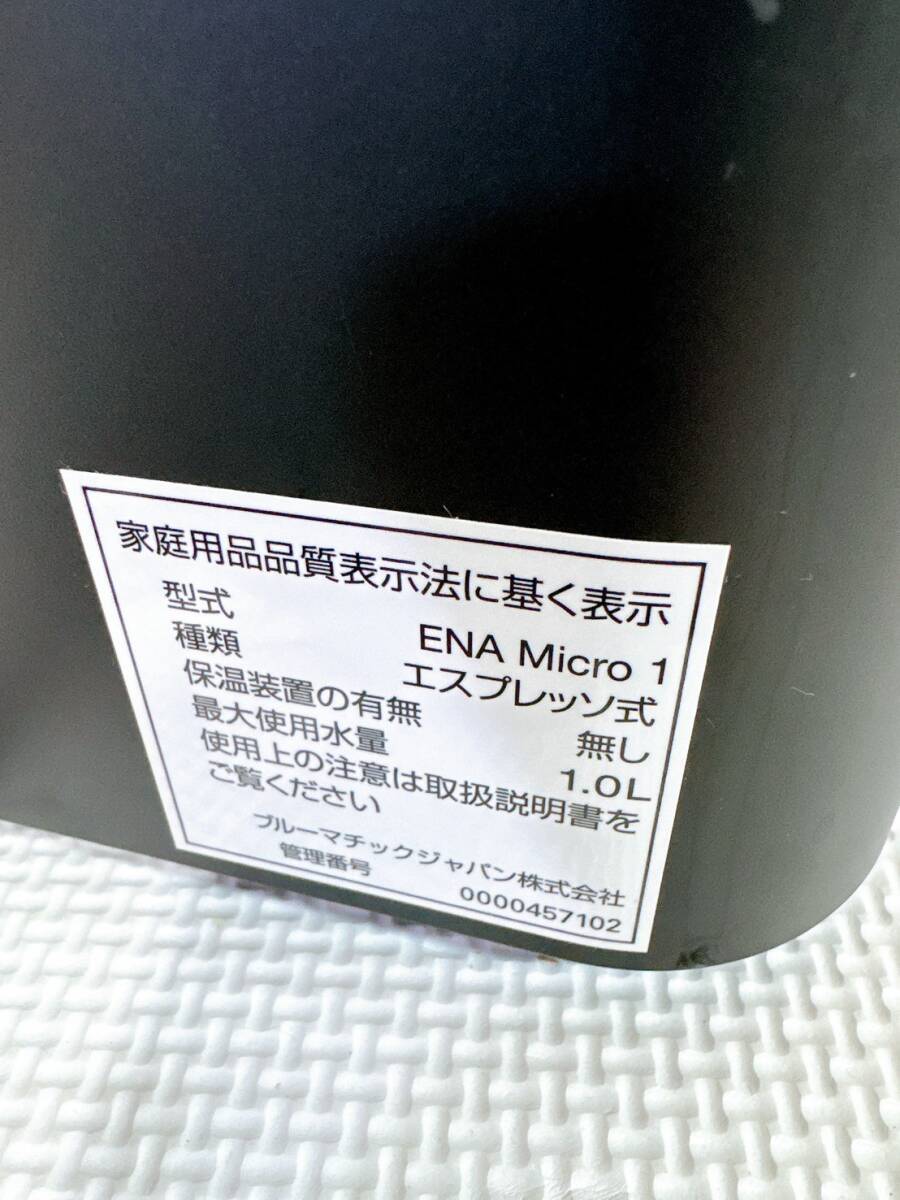 家庭用品品質表示法に基く表示
型式 ENA Micro 1
種類 エスプレッソ式
保温装置の有無 無し
最大使用水量 1.0L
使用上の注意は取扱説明書を
ご覧ください
ブルーマチックジャパン株式会社
管理番号 0000457102